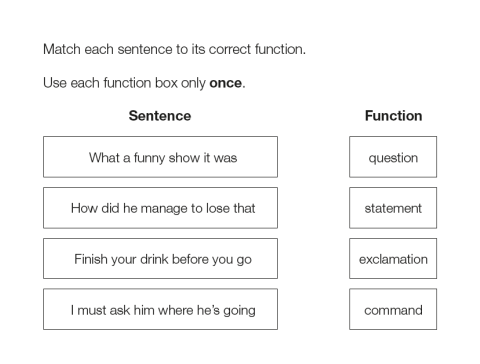 Match each sentence to its correct function.
Use each function box only once.
Sentence Function
What a funny show it was question
How did he manage to lose that statement
Finish your drink before you go exclamation
I must ask him where he’s going command